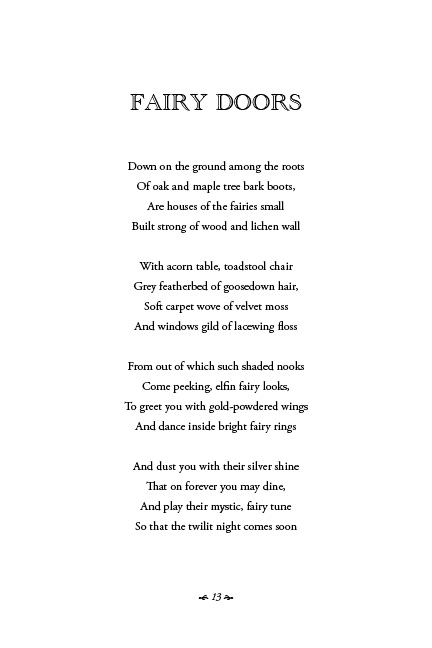 FAIRY DOORS
Down on the ground among the roots
Of oak and maple tree bark boots,
Are houses of the fairies small
Built strong of wood and lichen wall
With acorn table, toadstool chair
Grey featherbed of goosedown hair,
Soft carpet wove of velvet moss
And windows gild of lacewing floss
From out of which such shaded nooks
Come peeking, elfin fairy looks,
To greet you with gold-powdered wings
And dance inside bright fairy rings
And dust you with their silver shine
That on forever you may dine,
And play their mystic, fairy tune
So that the twilit night comes soon
13